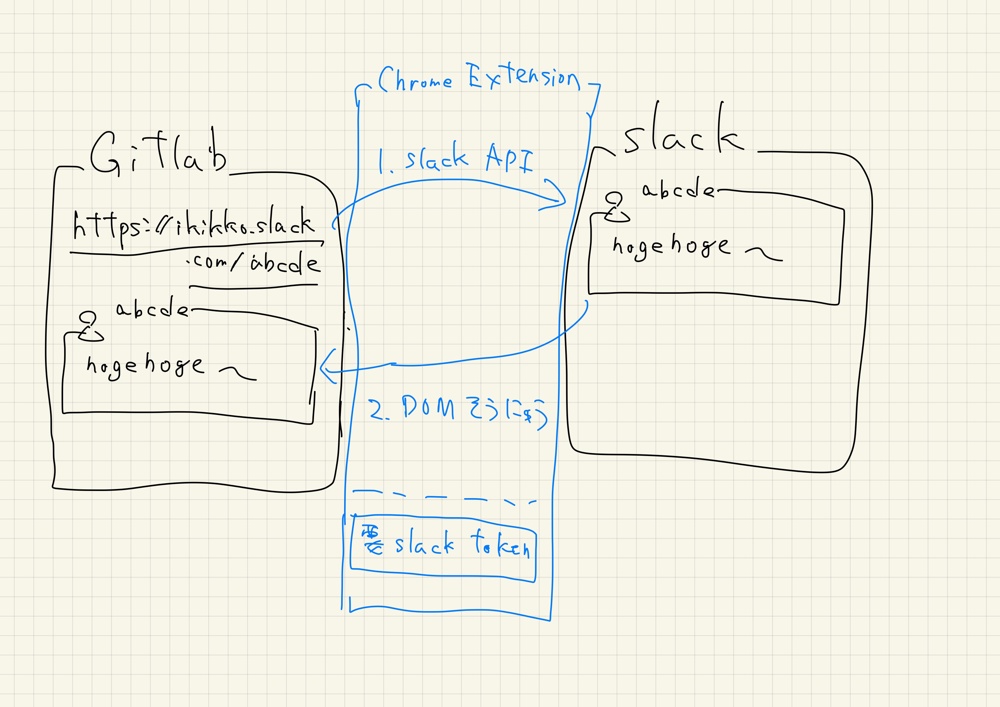 Chrome Extension
Gitlab
slack
1. slack API
https://ikikko.slack
.com/abcde
abcde
hogehoge ~
abcde
hogehoge ~
2. DOM そうにゅう
要 slack token